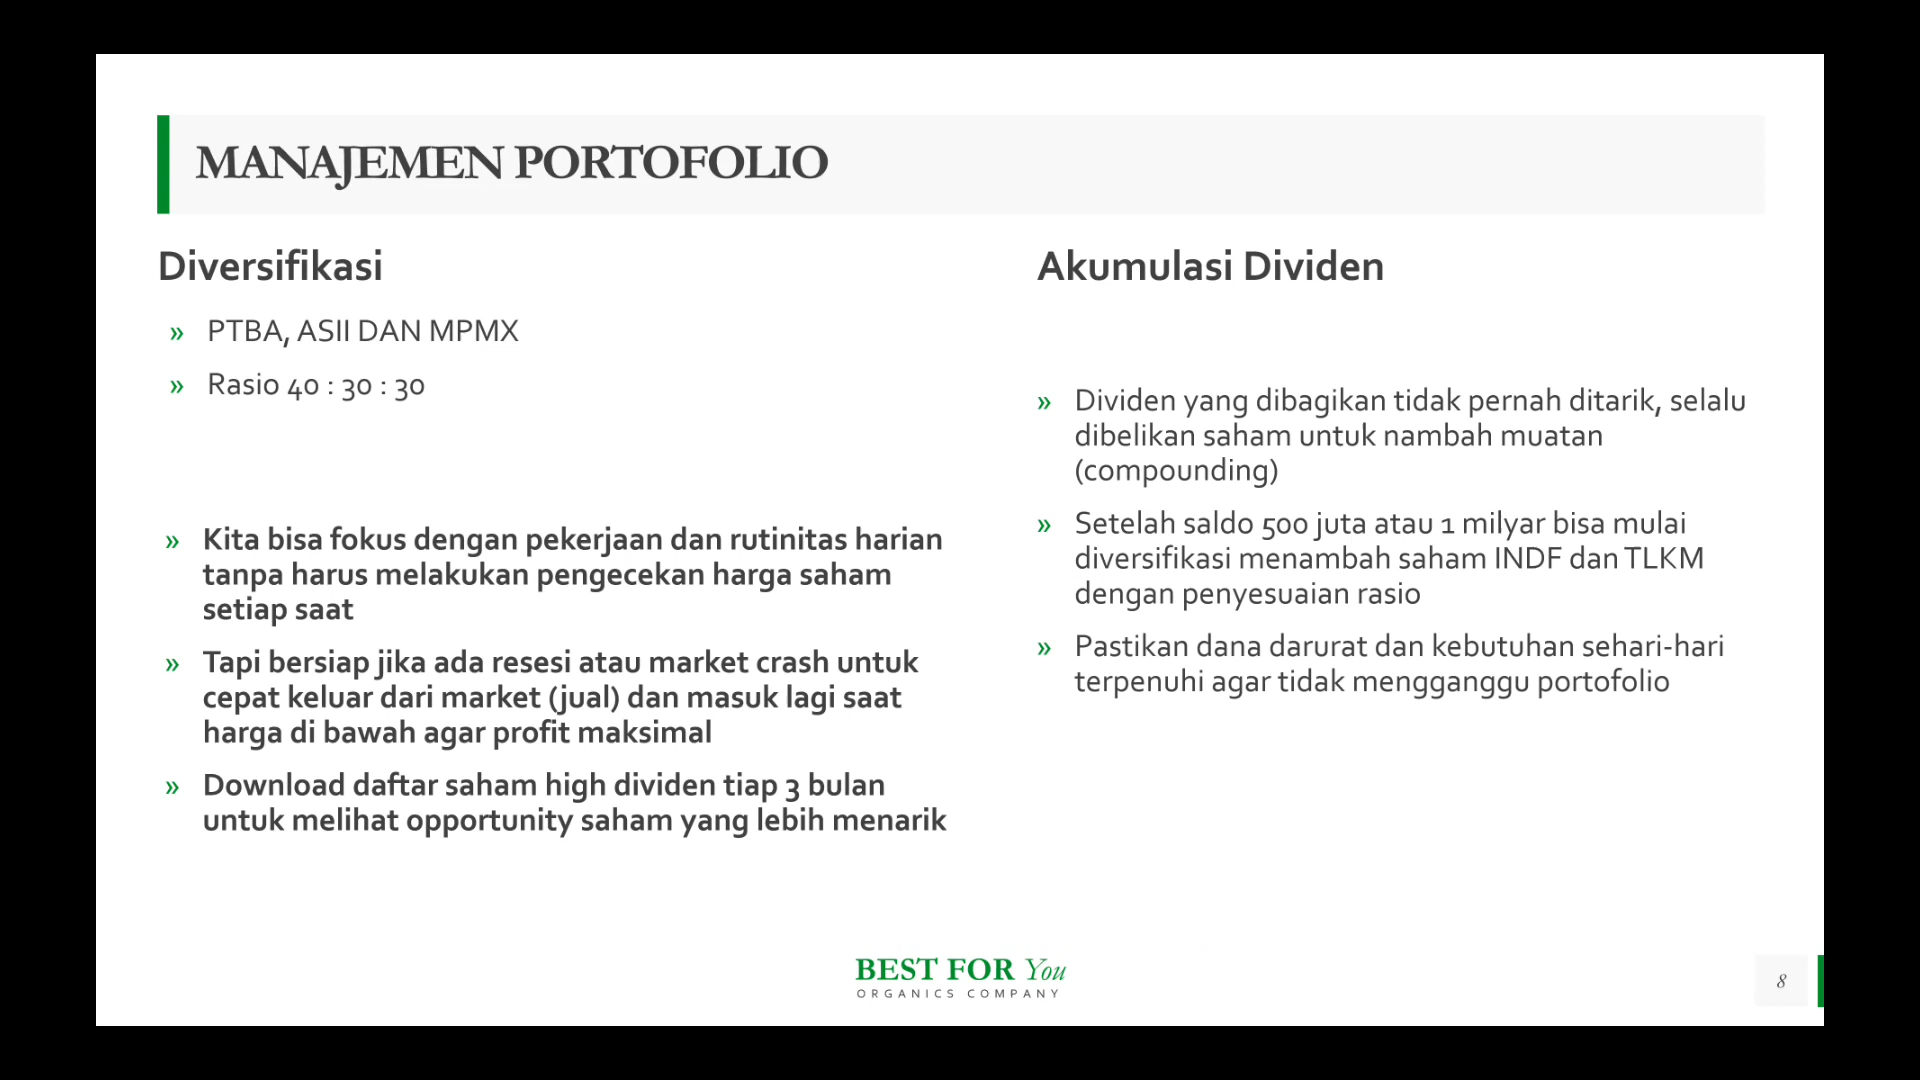 MANAJEMEN PORTOFOLIO
Diversifikasi
» PTBA, ASII DAN MPMX
» Rasio 40 : 30 : 30
» Kita bisa fokus dengan pekerjaan dan rutinitas harian
tanpa harus melakukan pengecekan harga saham
setiap saat
» Tapi bersiap jika ada resesi atau market crash untuk
cepat keluar dari market (jual) dan masuk lagi saat
harga di bawah agar profit maksimal
» Download daftar saham high dividen tiap 3 bulan
untuk melihat opportunity saham yang lebih menarik
Akumulasi Dividen
» Dividen yang dibagikan tidak pernah ditarik, selalu
dibelikan saham untuk nambah muatan
(compounding)
» Setelah saldo 500 juta atau 1 milyar bisa mulai
diversifikasi menambah saham INDF dan TLKM
dengan penyesuaian rasio
» Pastikan dana darurat dan kebutuhan sehari-hari
terpenuhi agar tidak mengganggu portofolio
BEST FOR You
ORGANICS COMPANY
8